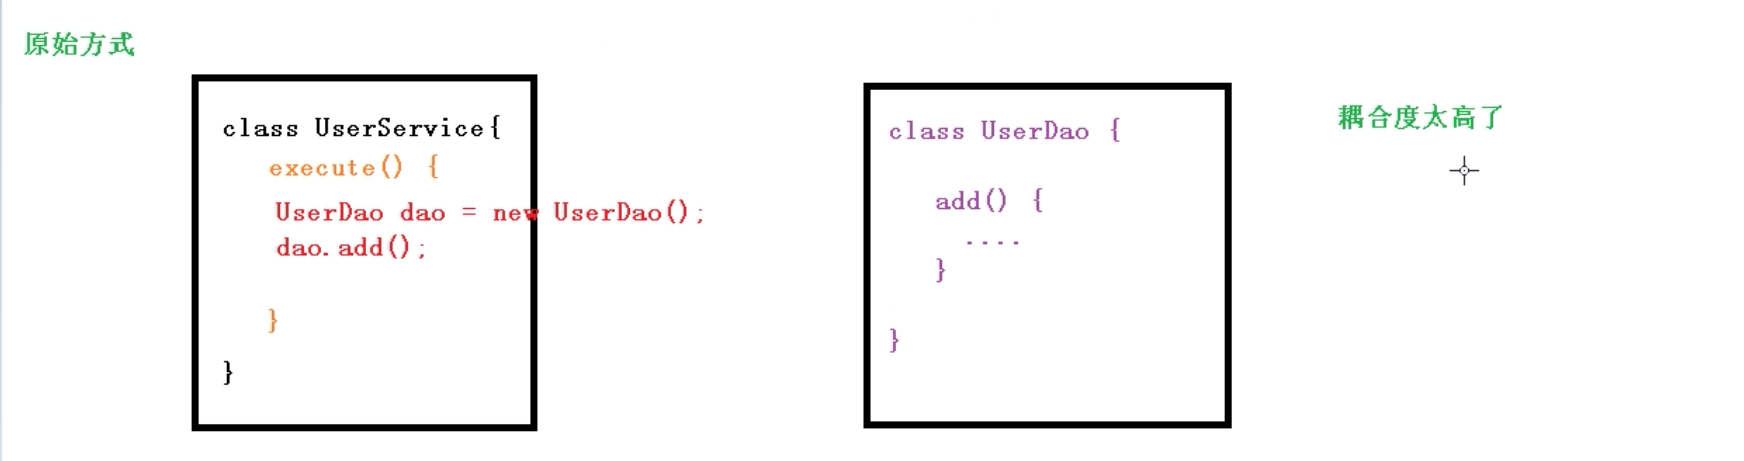 原始方式
class UserService{
execute() {
UserDao dao = new UserDao();
dao.add();
}
}
class UserDao {
add() {
....
}
}
耦合度太高了